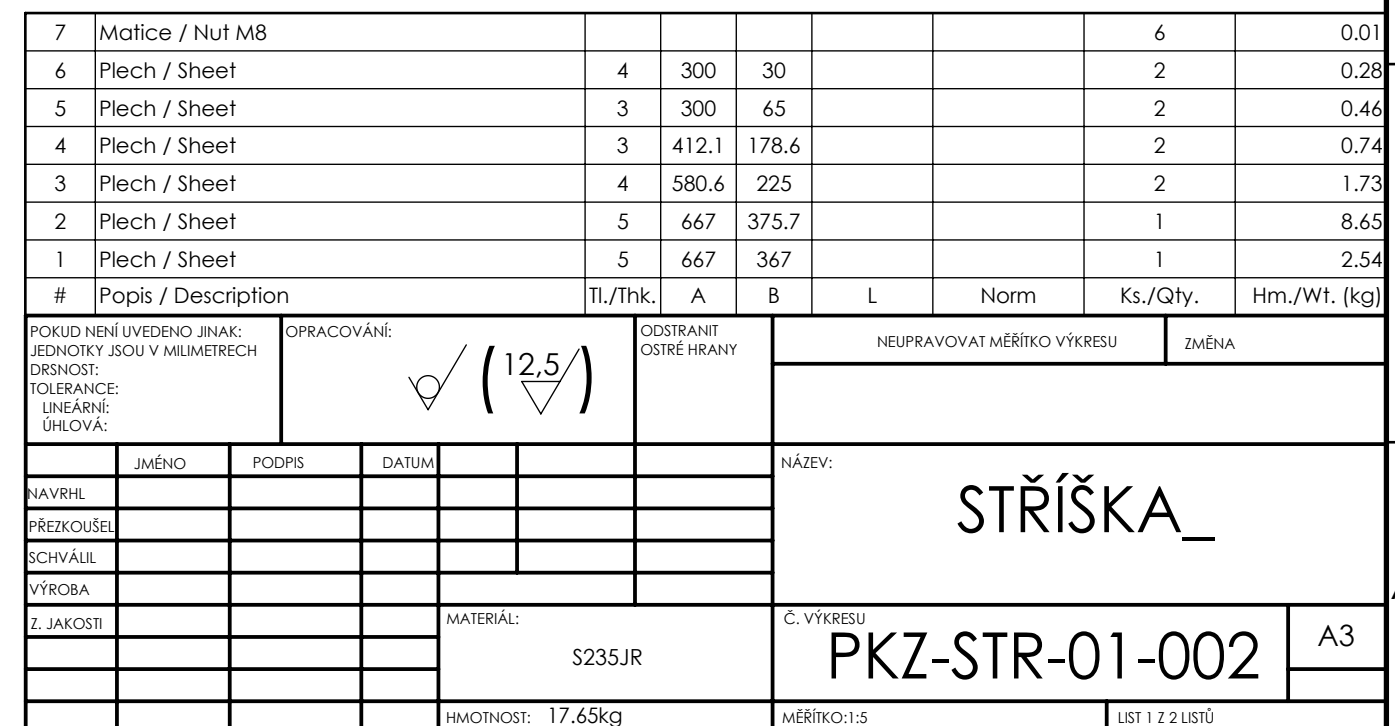 7 Matice / Nut M8 6 0.01
6 Plech / Sheet 4 300 30 2 0.28
5 Plech / Sheet 3 300 65 2 0.46
4 Plech / Sheet 3 412.1 178.6 2 0.74
3 Plech / Sheet 4 580.6 225 2 1.73
2 Plech / Sheet 5 667 375.7 1 8.65
1 Plech / Sheet 5 667 367 1 2.54
# Popis / Description Tl./Thk. A B L Norm Ks./Qty. Hm./Wt. (kg)
POKUD NENÍ UVEDENO JINAK:
JEDNOTKY JSOU V MILIMETRECH
DRSNOST:
TOLERANCE:
LINEÁRNÍ:
ÚHLOVÁ:
OPRACOVÁNÍ:
(12,5)
ODSTRANIT
OSTRÉ HRANY
NEUPRAVOVAT MĚŘÍTKO VÝKRESU
ZMĚNA
JMÉNO PODPIS DATUM
NAVRHL
PŘEZKOUŠEL
SCHVÁLIL
VÝROBA
Z. JAKOSTI
NÁZEV:
STŘÍŠKA_
MATERIÁL:
S235JR
Č. VÝKRESU
PKZ-STR-01-002
A3
HMOTNOST: 17.65kg
MĚŘÍTKO:1:5
LIST 1 Z 2 LISTŮ